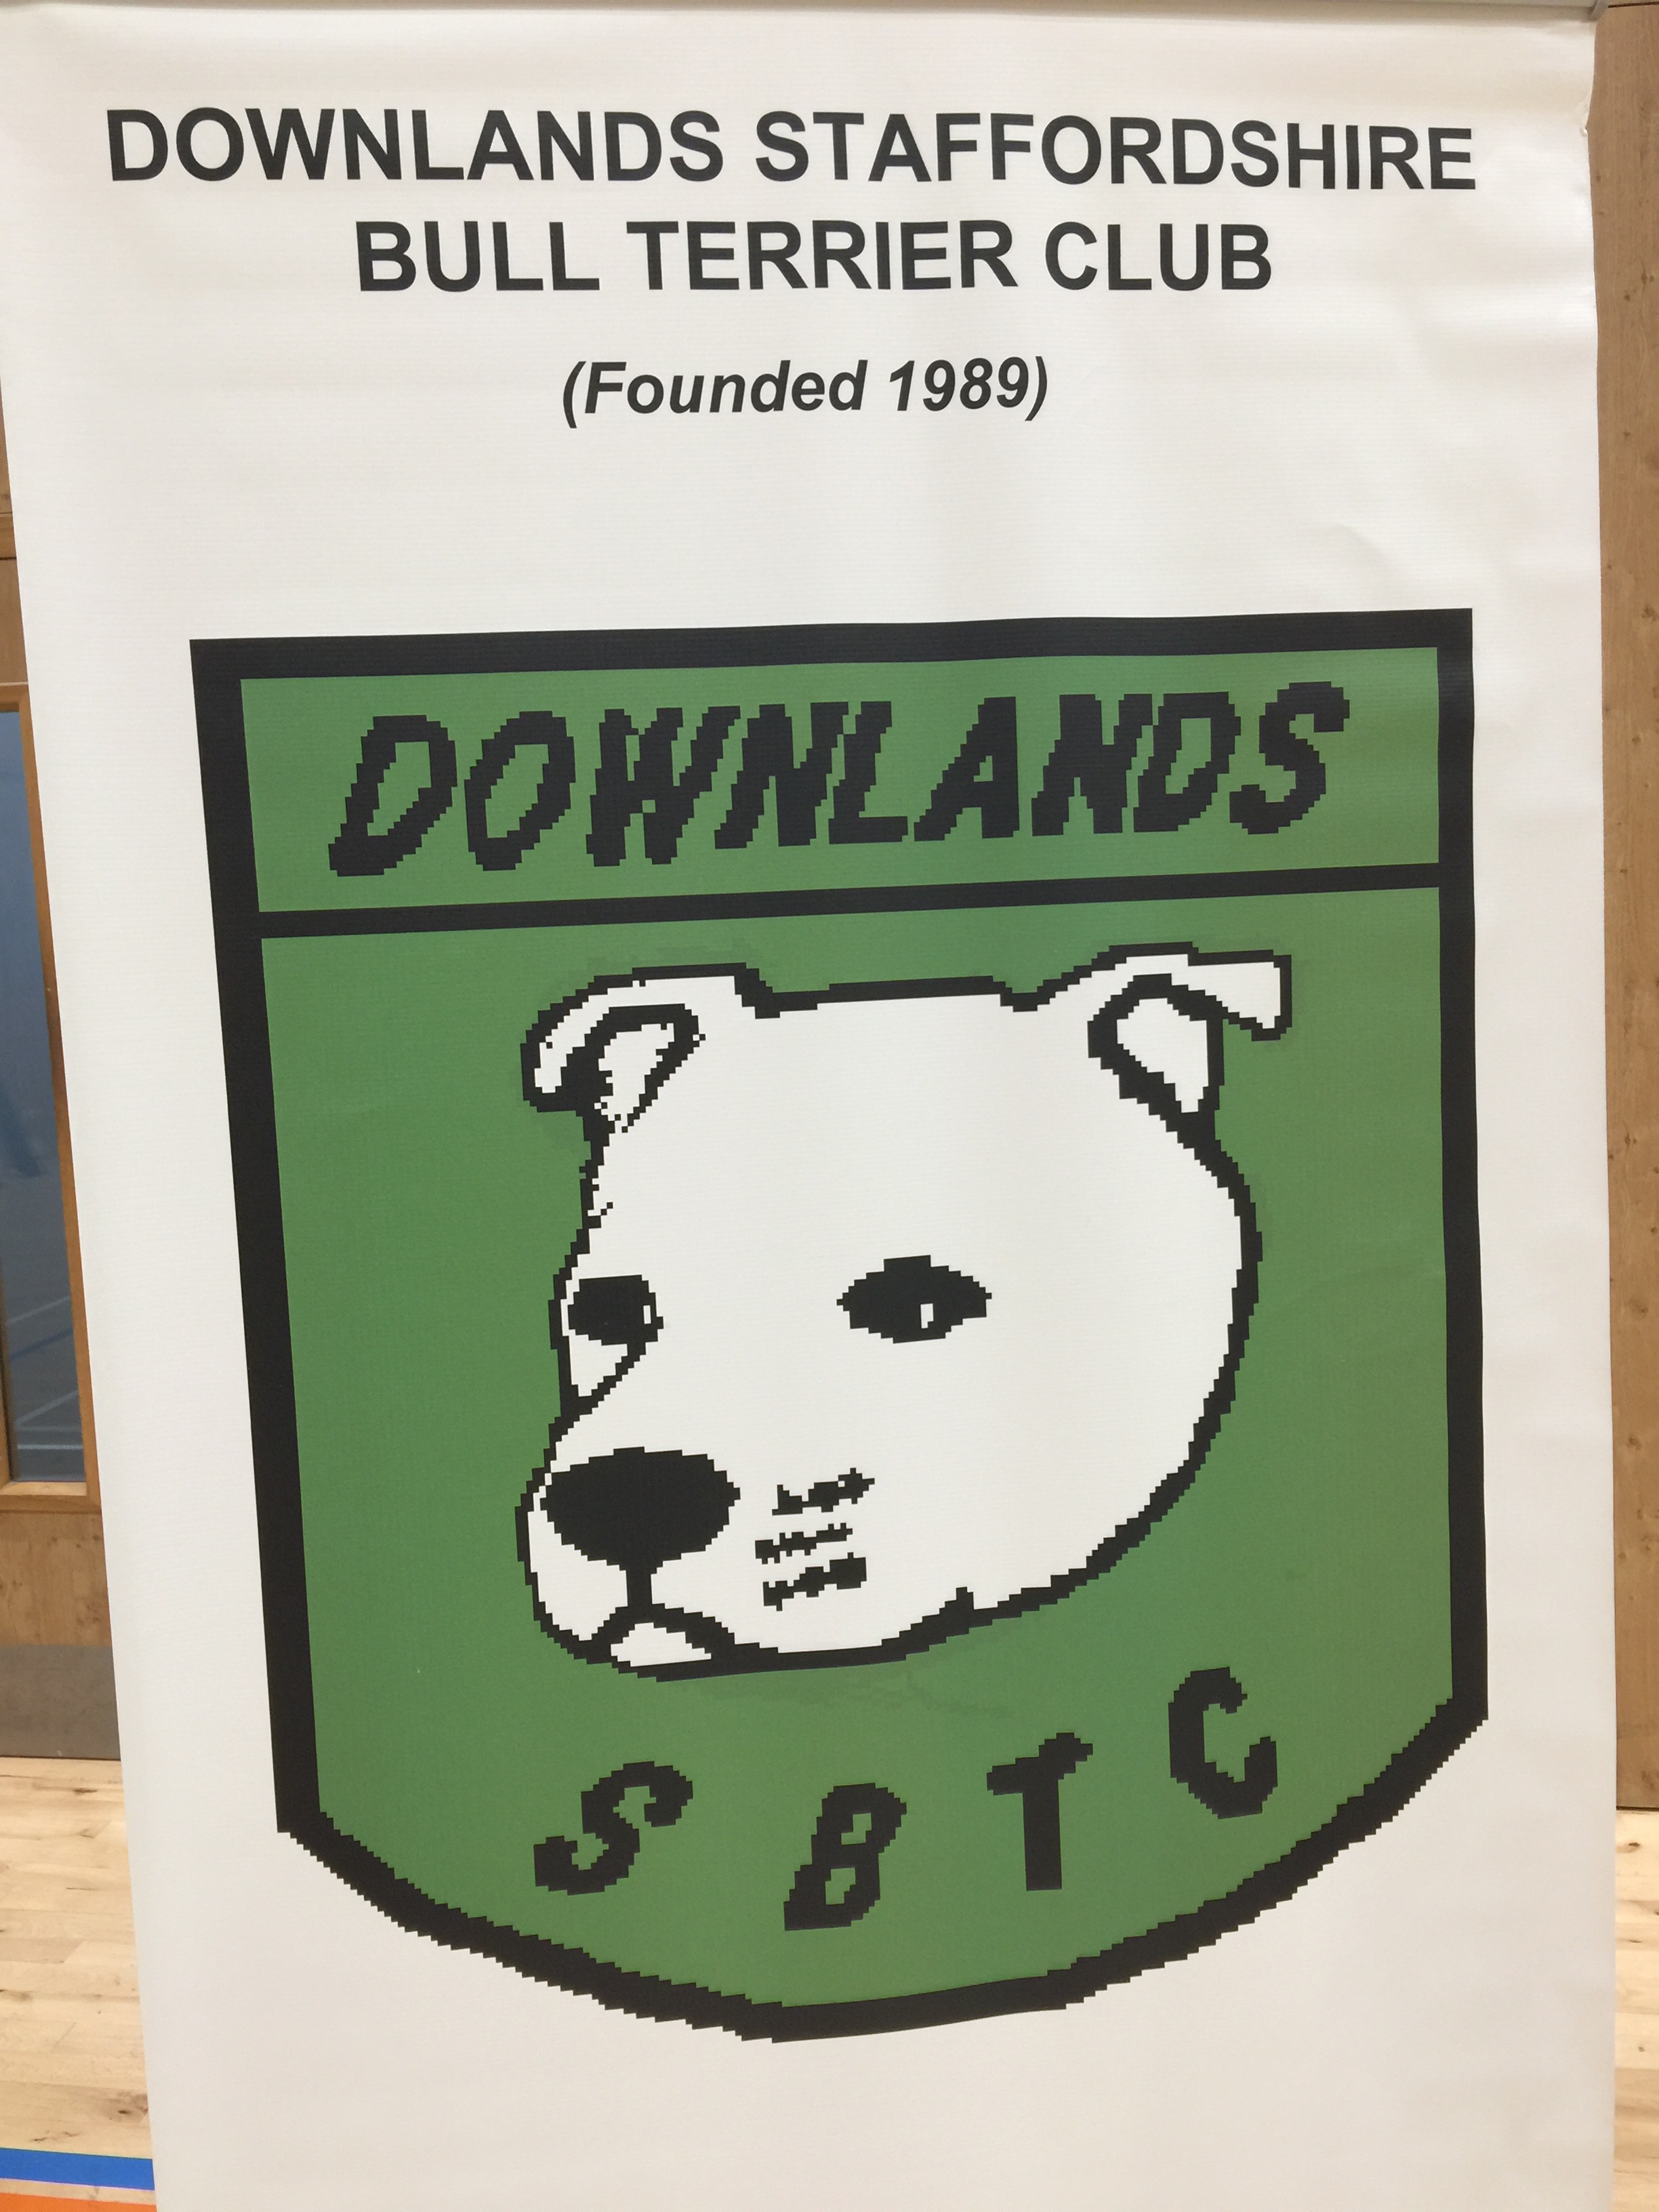 DOWNLANDS STAFFORDSHIRE
BULL TERRIER CLUB
(Founded 1989)
DOWNLANDS
S B T C